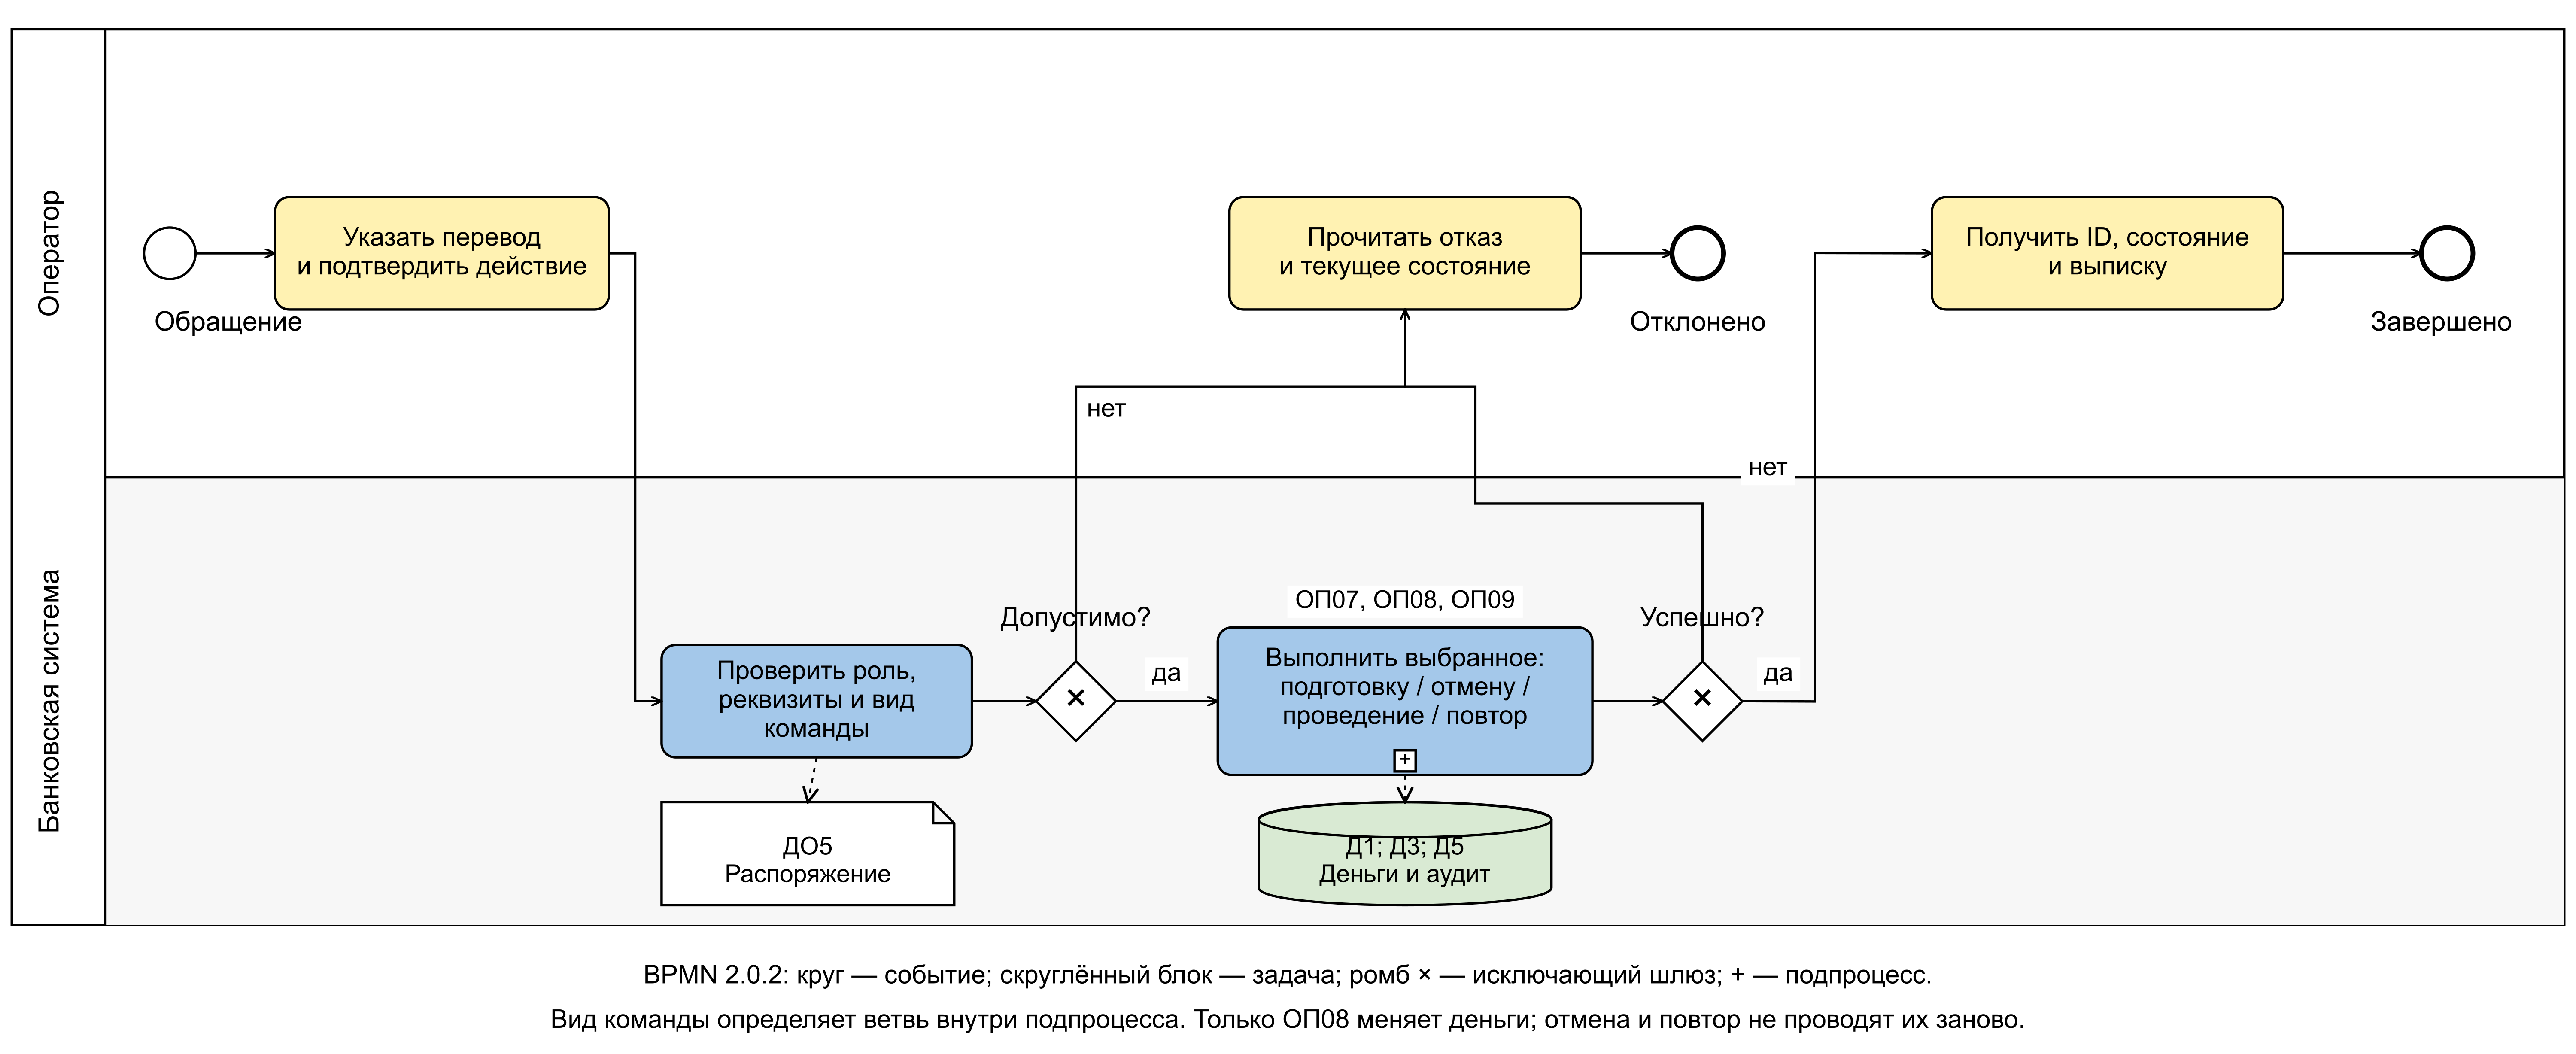 Оператор
Указать перевод
и подтвердить действие
Обращение
Прочитать отказ
и текущее состояние
Отклонено
Получить ID, состояние
и выписку
Завершено
нет
нет
Банковская система
Проверить роль,
реквизиты и вид
команды
Допустимо?
да
ОП07, ОП08, ОП09
Выполнить выбранное:
подготовку / отмену /
проведение / повтор
+
Успешно?
да
ДО5
Распоряжение
Д1; Д3; Д5
Деньги и аудит
BPMN 2.0.2: круг — событие; скруглённый блок — задача; ромб × — исключающий шлюз; + — подпроцесс.
Вид команды определяет ветвь внутри подпроцесса. Только ОП08 меняет деньги; отмена и повтор не проводят их заново.